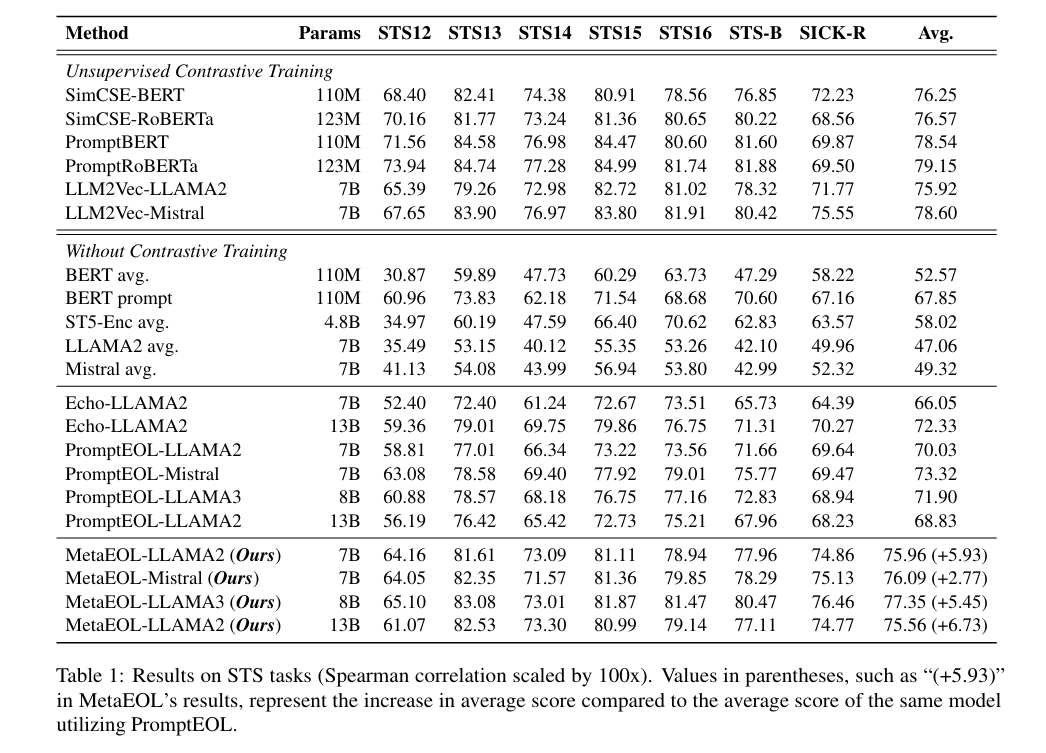 Method Params STS12 STS13 STS14 STS15 STS16 STS-B SICK-R Avg.
Unsupervised Contrastive Training
SimCSE-BERT 110M 68.40 82.41 74.38 80.91 78.56 76.85 72.23 76.25
SimCSE-RoBERTa 123M 70.16 81.77 73.24 81.36 80.65 80.22 68.56 76.57
PromptBERT 110M 71.56 84.58 76.98 84.47 80.60 81.60 69.87 78.54
PromptRoBERTa 123M 73.94 84.74 77.28 84.99 81.74 81.88 69.50 79.15
LLM2Vec-LLAMA2 7B 65.39 79.26 72.98 82.72 81.02 78.32 71.77 75.92
LLM2Vec-Mistral 7B 67.65 83.90 76.97 83.80 81.91 80.42 75.55 78.60
Without Contrastive Training
BERT avg. 110M 30.87 59.89 47.73 60.29 63.73 47.29 58.22 52.57
BERT prompt 110M 60.96 73.83 62.18 71.54 68.68 70.60 67.16 67.85
ST5-Enc avg. 4.8B 34.97 60.19 47.59 66.40 70.62 62.83 63.57 58.02
LLAMA2 avg. 7B 35.49 53.15 40.12 55.35 53.26 42.10 49.96 47.06
Mistral avg. 7B 41.13 54.08 43.99 56.94 53.80 42.99 52.32 49.32
Echo-LLAMA2 7B 52.40 72.40 61.24 72.67 73.51 65.73 64.39 66.05
Echo-LLAMA2 13B 59.36 79.01 69.75 79.86 76.75 71.31 70.27 72.33
PromptEOL-LLAMA2 7B 58.81 77.01 66.34 73.22 73.56 71.66 69.64 70.03
PromptEOL-Mistral 7B 63.08 78.58 69.40 77.92 79.01 75.77 69.47 73.32
PromptEOL-LLAMA3 8B 60.88 78.57 68.18 76.75 77.16 72.83 68.94 71.90
PromptEOL-LLAMA2 13B 56.19 76.42 65.42 72.73 75.21 67.96 68.23 68.83
MetaEOL-LLAMA2 (Ours) 7B 64.16 81.61 73.09 81.11 78.94 77.96 74.86 75.96 (+5.93)
MetaEOL-Mistral (Ours) 7B 64.05 82.35 71.57 81.36 79.85 78.29 75.13 76.09 (+2.77)
MetaEOL-LLAMA3 (Ours) 8B 65.10 83.08 73.01 81.87 81.47 80.47 76.46 77.35 (+5.45)
MetaEOL-LLAMA2 (Ours) 13B 61.07 82.53 73.30 80.99 79.14 77.11 74.77 75.56 (+6.73)
Table 1: Results on STS tasks (Spearman correlation scaled by 100x). Values in parentheses, such as “(+5.93)”
in MetaEOL’s results, represent the increase in average score compared to the average score of the same model
utilizing PromptEOL.